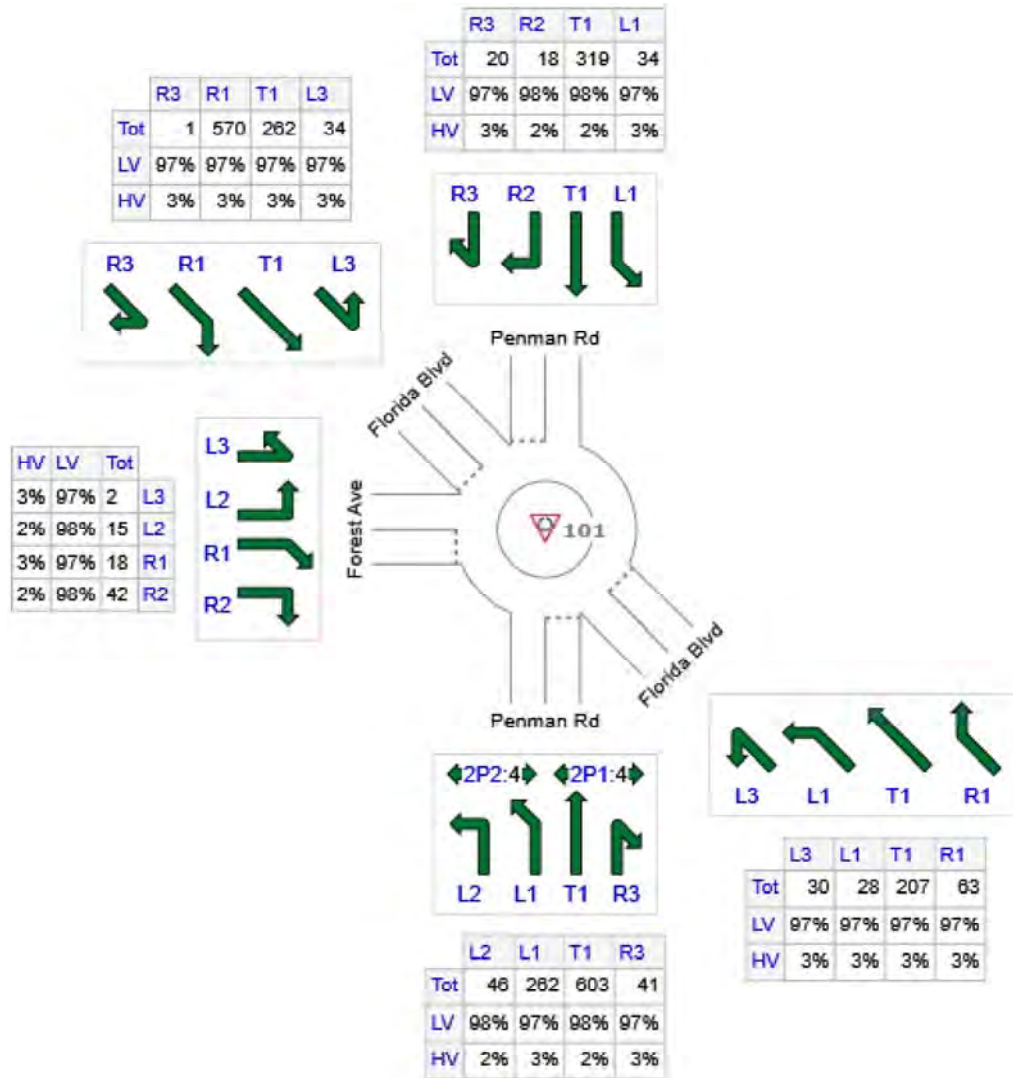 R3 R2 T1 L1
Tot 20 18 319 34
LV 97% 98% 98% 97%
HV 3% 2% 2% 3%
R3 R1 T1 L3
Tot 1 570 262 34
LV 97% 97% 97% 97%
HV 3% 3% 3% 3%
R3 R2 T1 L1
R3 R1 T1 L3
Penman Rd
Florida Blvd
HV LV Tot
3% 97% 2 L3
2% 98% 15 L2
3% 97% 18 R1
2% 98% 42 R2
L3
L2
R1
R2
Forest Ave
101
Florida Blvd
Penman Rd
2P2:4 2P1:4
L2 L1 T1 R3
L3 L1 T1 R1
L3 L1 T1 R1
Tot 30 28 207 63
LV 97% 97% 97% 97%
HV 3% 3% 3% 3%
L2 L1 T1 R3
Tot 46 262 603 41
LV 98% 97% 98% 97%
HV 2% 3% 2% 3%